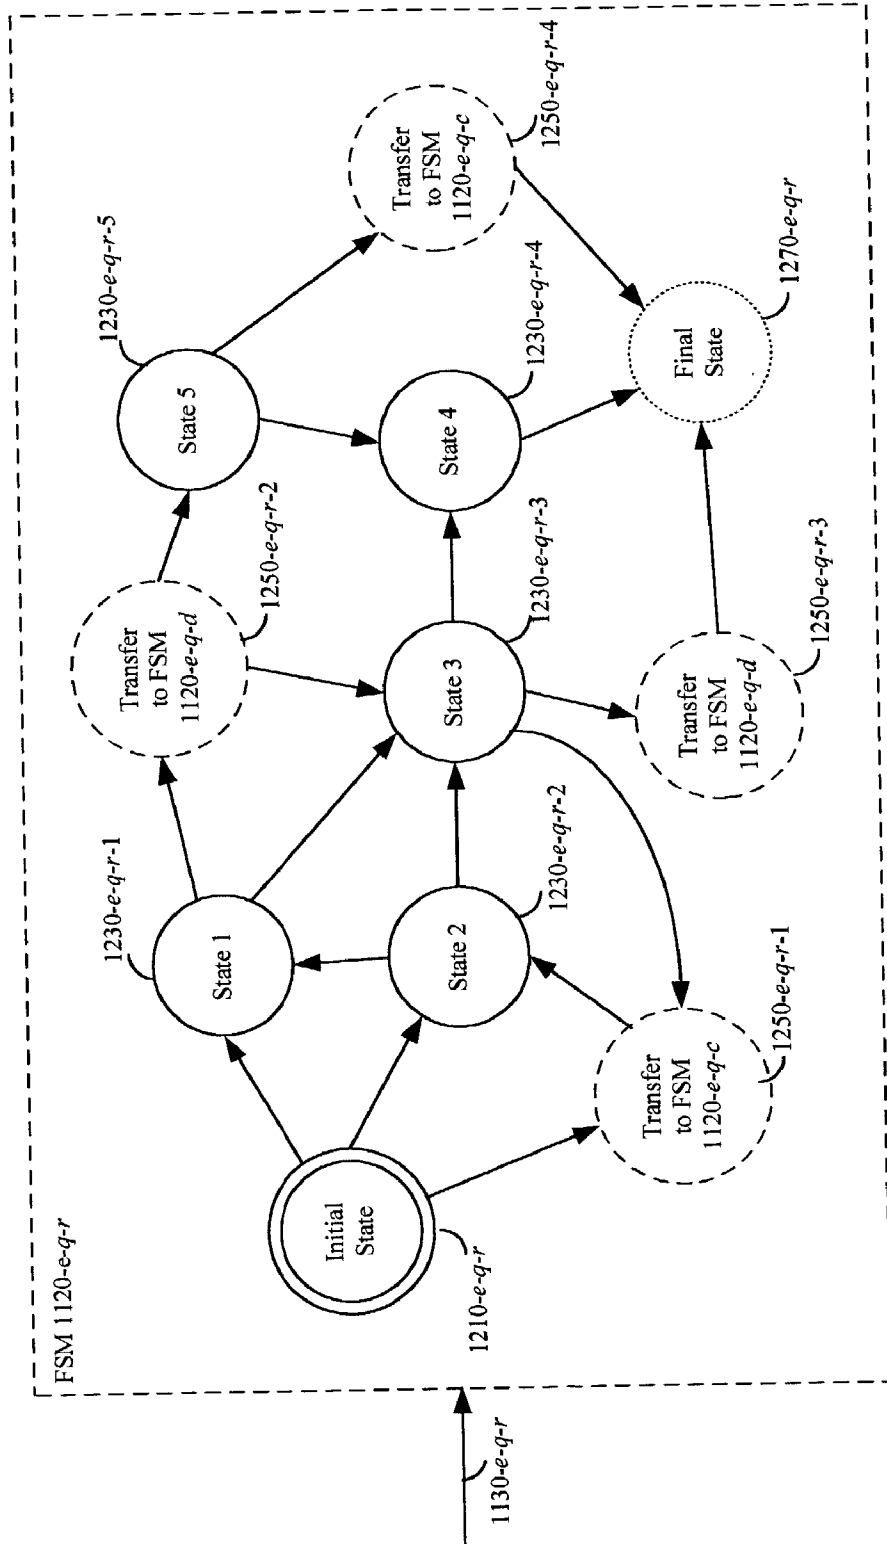 FSM 1120-e-q-r
1130-e-q-r
Initial
State
1210-e-q-r
State 1
1230-e-q-r-1
State 2
1230-e-q-r-2
Transfer
to FSM
1120-e-q-c
1250-e-q-r-1
Transfer
to FSM
1120-e-q-d
1250-e-q-r-2
State 3
1230-e-q-r-3
Transfer
to FSM
1120-e-q-d
1250-e-q-r-3
State 5
1230-e-q-r-5
State 4
1230-e-q-r-4
Transfer
to FSM
1120-e-q-c
1250-e-q-r-4
Final
State
1270-e-q-r